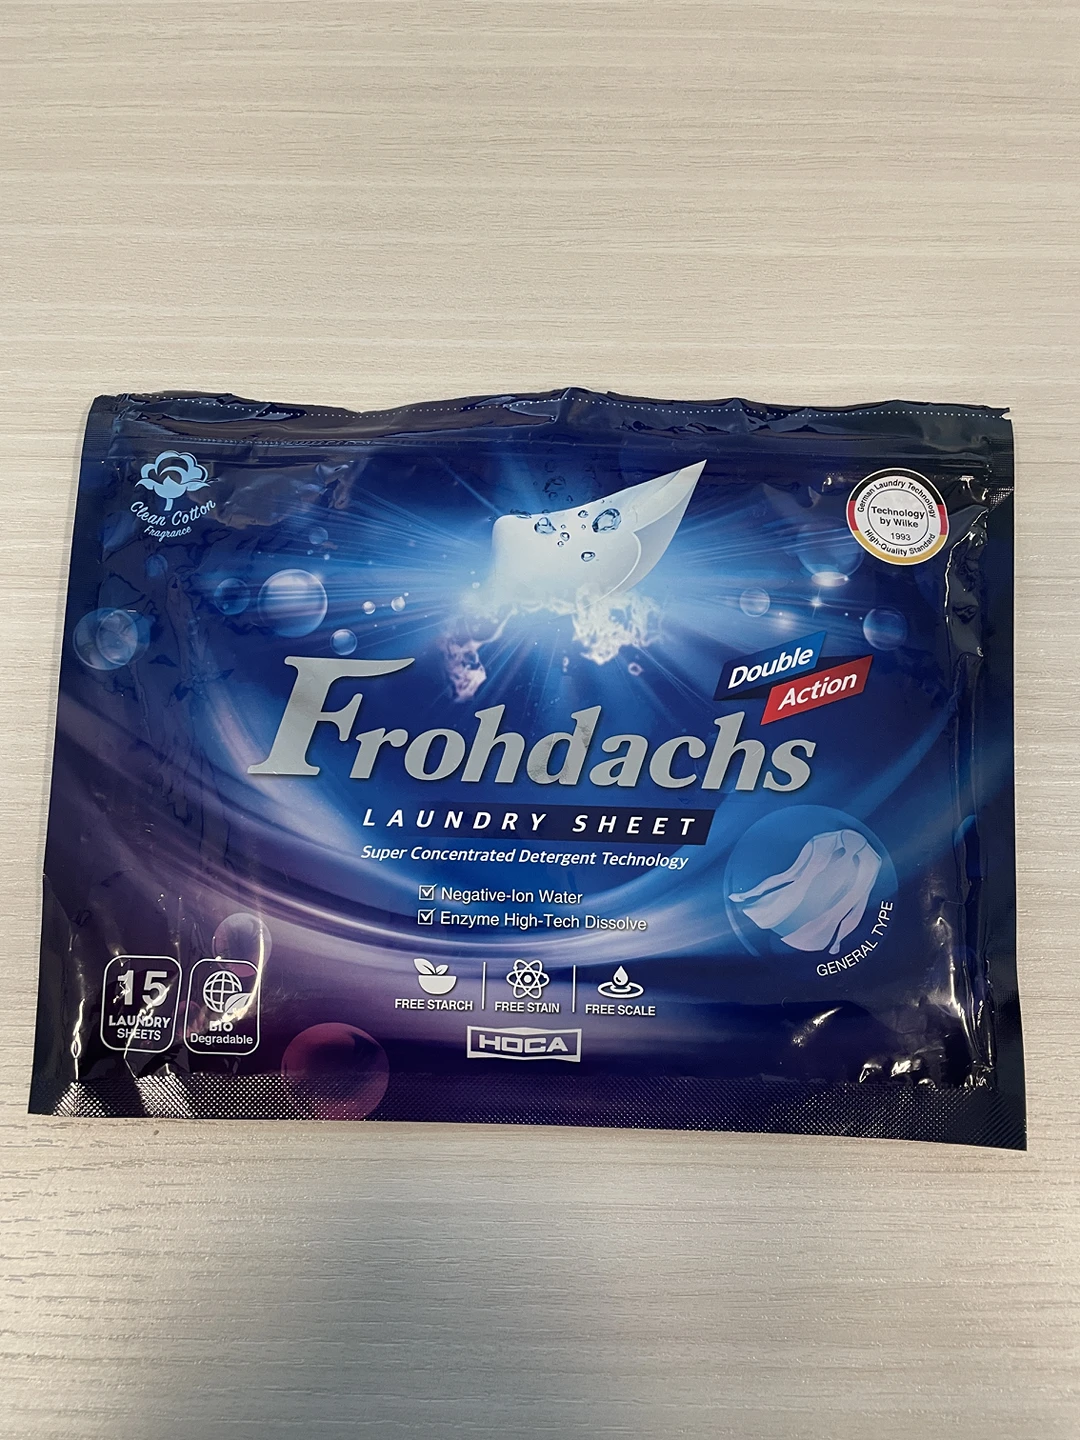 Clean Cotton
Fragrance
German Laundry Technology
Technology
by Wilke
1993
High-Quality Standard
Double
Action
Frohdachs
LAUNDRY SHEET
Super Concentrated Detergent Technology
Negative-Ion Water
Enzyme High-Tech Dissolve
GENERAL TYPE
15
LAUNDRY
SHEETS
BIO
Degradable
FREE STARCH
FREE STAIN
FREE SCALE
HOCA